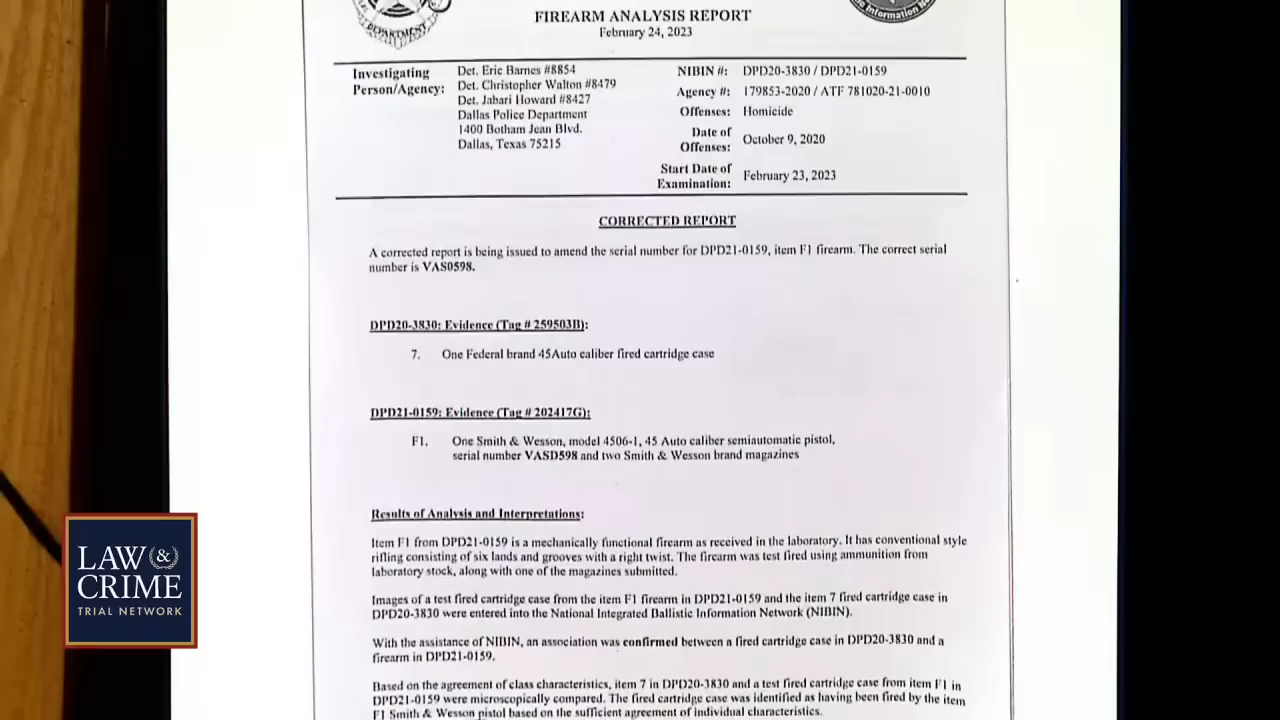 DEPARTMENT
Information Ne
FIREARM ANALYSIS REPORT
February 24, 2023
Investigating Person/Agency:
Det. Eric Barnes #8854
Det. Christopher Walton #8479
Det. Jabari Howard #8427
Dallas Police Department
1400 Botham Jean Blvd.
Dallas, Texas 75215
NIBIN #: DPD20-3830 / DPD21-0159
Agency #: 179853-2020 / ATF 781020-21-0010
Offenses: Homicide
Date of Offenses: October 9, 2020
Start Date of Examination: February 23, 2023
CORRECTED REPORT
A corrected report is being issued to amend the serial number for DPD21-0159, item F1 firearm. The correct serial
number is VAS0598.
DPD20-3830: Evidence (Tag # 259503B):
7. One Federal brand 45Auto caliber fired cartridge case
DPD21-0159: Evidence (Tag # 202417G):
F1. One Smith & Wesson, model 4506-1, 45 Auto caliber semiautomatic pistol,
serial number VASD598 and two Smith & Wesson brand magazines
Results of Analysis and Interpretations:
Item F1 from DPD21-0159 is a mechanically functional firearm as received in the laboratory. It has conventional style
rifling consisting of six lands and grooves with a right twist. The firearm was test fired using ammunition from
laboratory stock, along with one of the magazines submitted.
Images of a test fired cartridge case from the item F1 firearm in DPD21-0159 and the item 7 fired cartridge case in
DPD20-3830 were entered into the National Integrated Ballistic Information Network (NIBIN).
With the assistance of NIBIN, an association was confirmed between a fired cartridge case in DPD20-3830 and a
firearm in DPD21-0159.
Based on the agreement of class characteristics, item 7 in DPD20-3830 and a test fired cartridge case from item F1 in
DPD21-0159 were microscopically compared. The fired cartridge case was identified as having been fired by the item
F1 Smith & Wesson pistol based on the sufficient agreement of individual characteristics.
LAW &
CRIME
TRIAL NETWORK